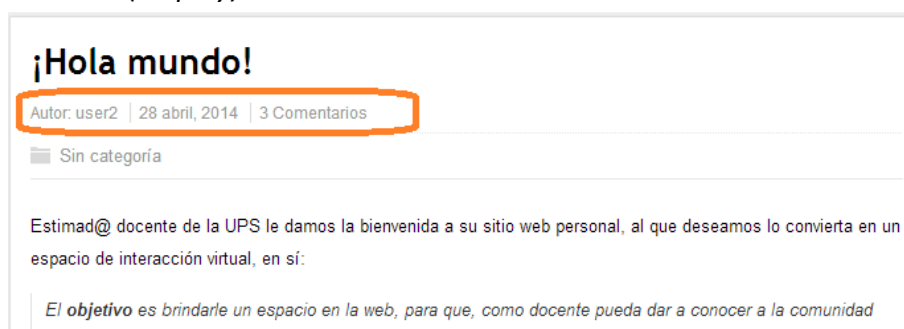 ¡Hola mundo!
Autor: user2 28 abril, 2014 3 Comentarios
Sin categoría
Estimad@ docente de la UPS le damos la bienvenida a su sitio web personal, al que deseamos lo convierta en un
espacio de interacción virtual, en sí:
El objetivo es brindarle un espacio en la web, para que, como docente pueda dar a conocer a la comunidad